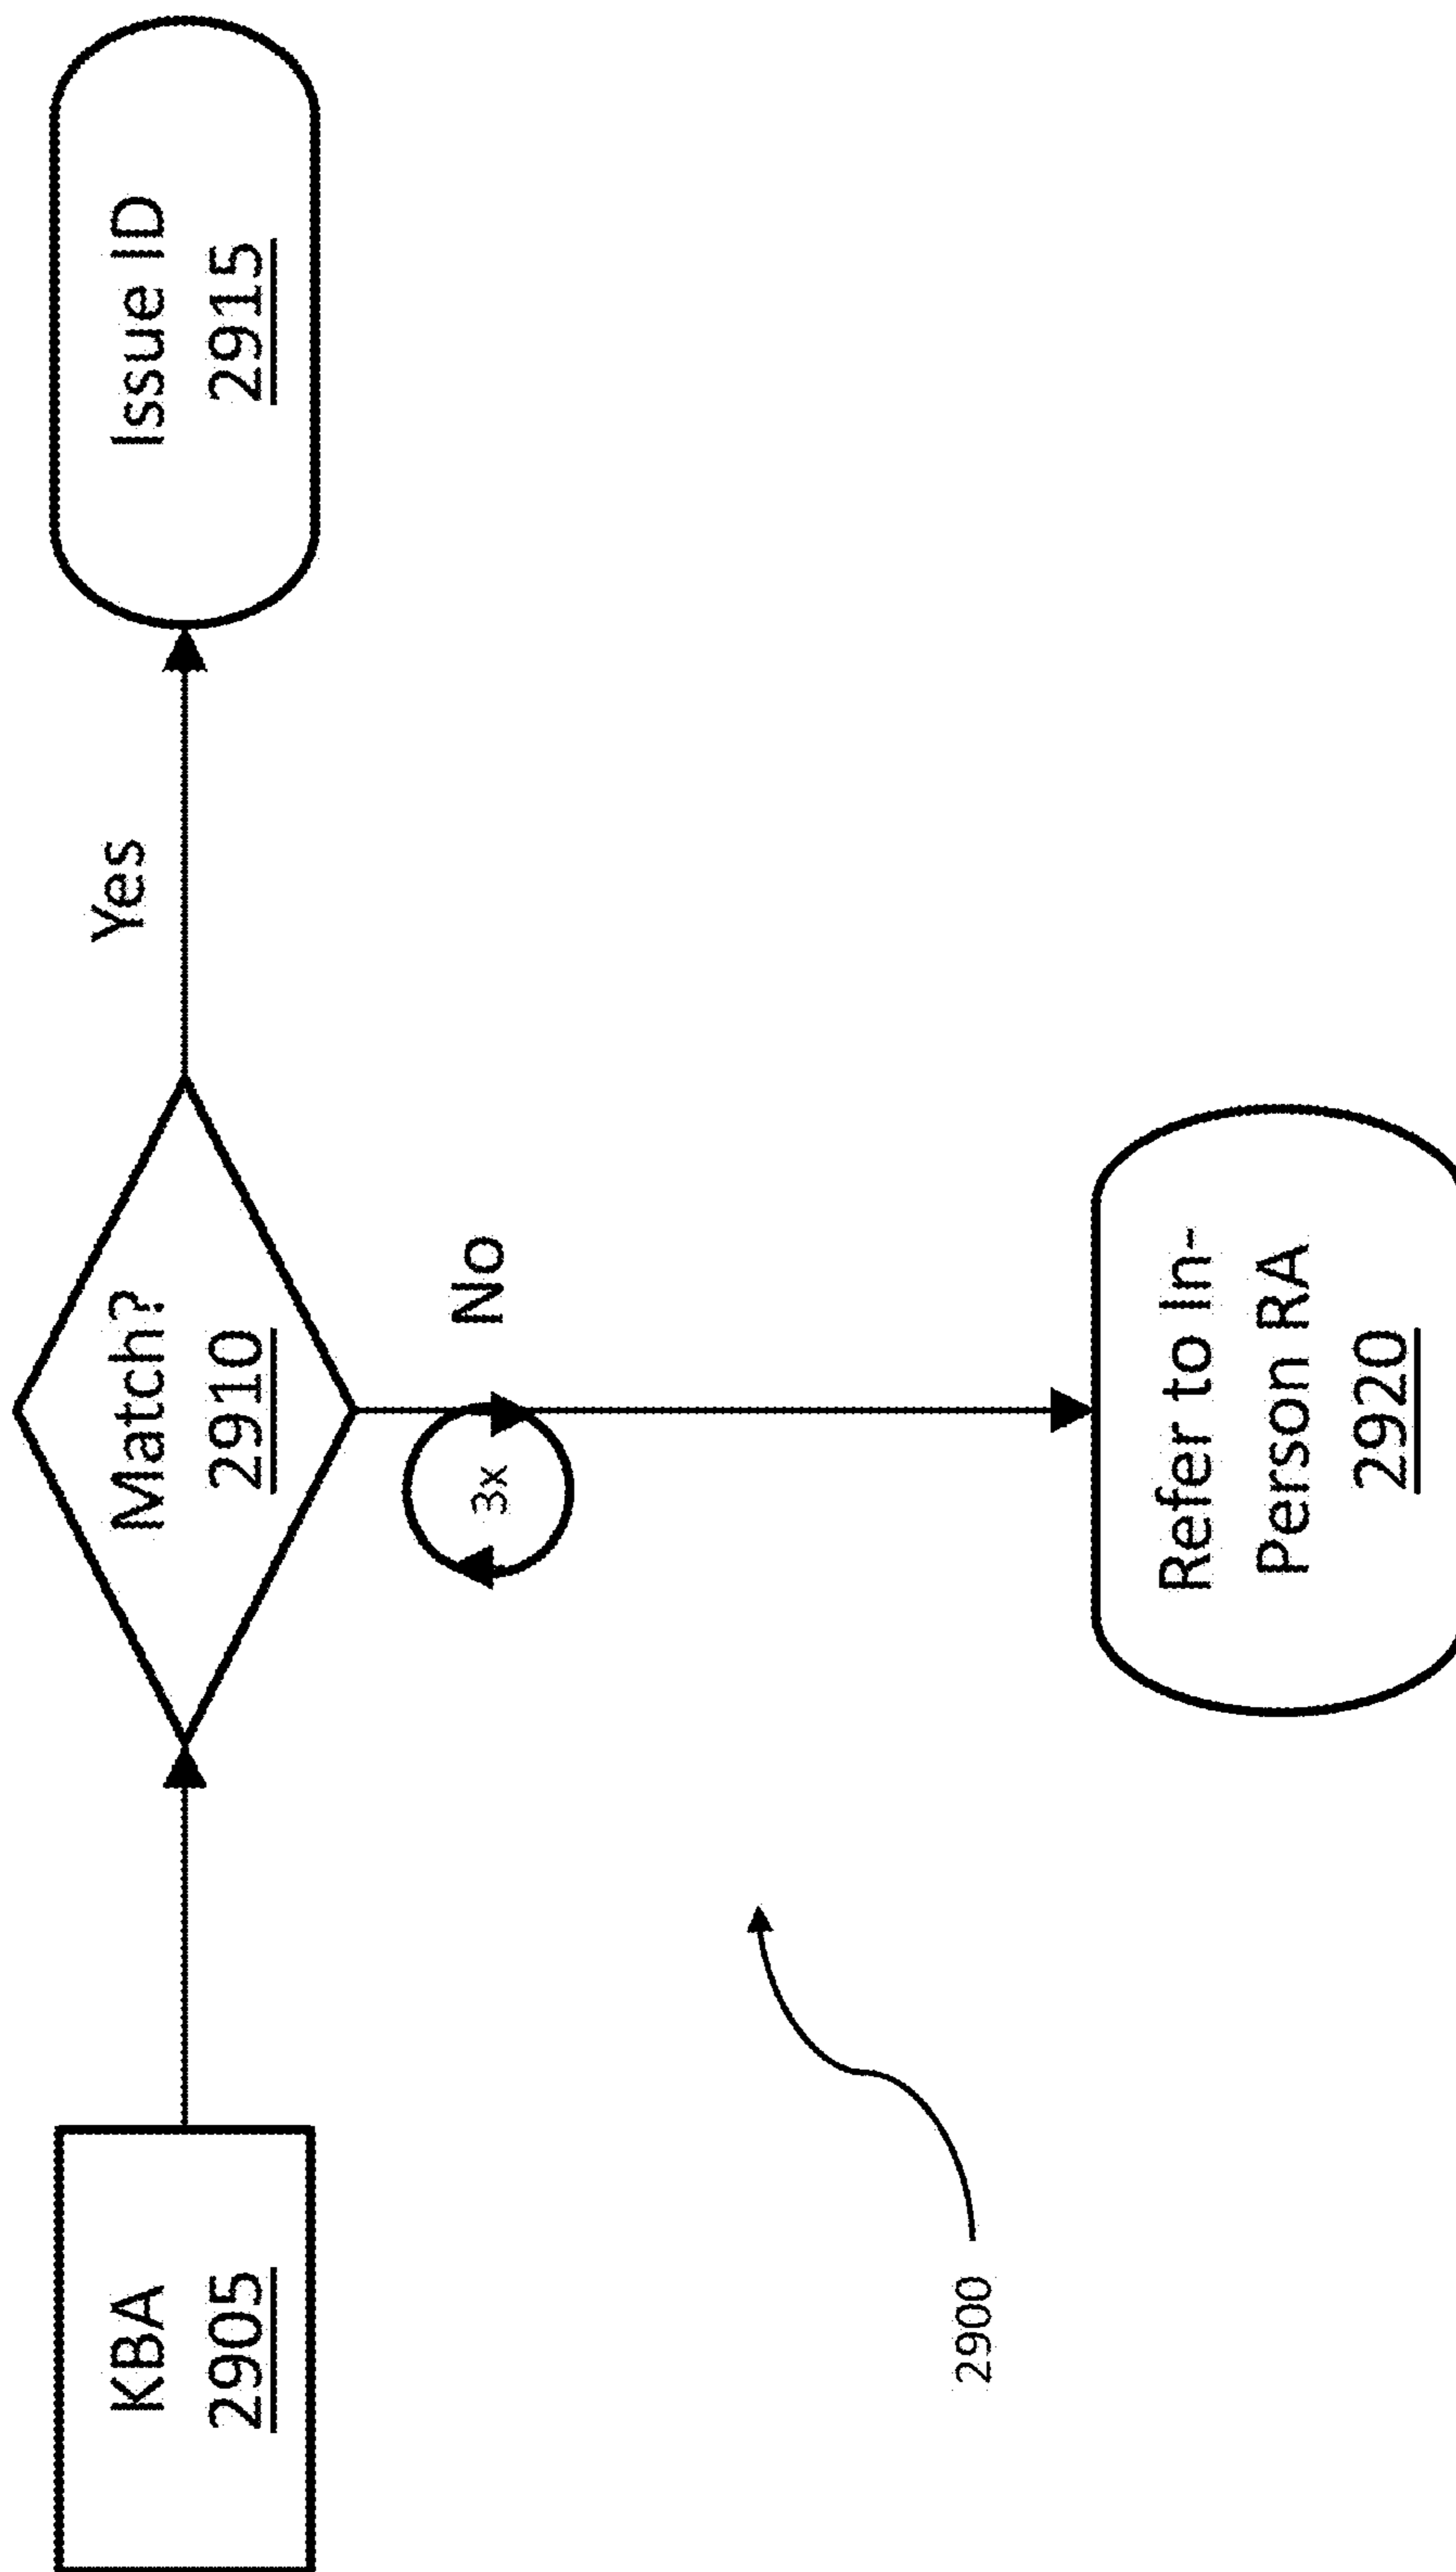 KBA
2905
Match?
2910
Yes
Issue ID
2915
No
3x
Refer to In-
Person RA
2920
2900